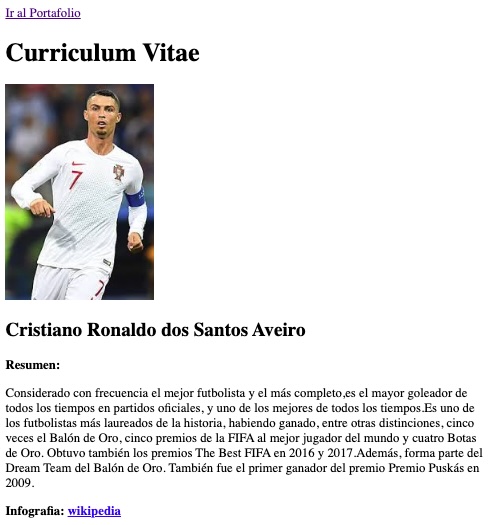 Ir al Portafolio
Curriculum Vitae
7
7
Cristiano Ronaldo dos Santos Aveiro
Resumen:
Considerado con frecuencia el mejor futbolista y el más completo,es el mayor goleador de
todos los tiempos en partidos oficiales, y uno de los mejores de todos los tiempos.Es uno de
los futbolistas más laureados de la historia, habiendo ganado, entre otras distinciones, cinco
veces el Balón de Oro, cinco premios de la FIFA al mejor jugador del mundo y cuatro Botas
de Oro. Obtuvo también los premios The Best FIFA en 2016 y 2017.Además, forma parte del
Dream Team del Balón de Oro. También fue el primer ganador del premio Premio Puskás en
2009.
Infografia: wikipedia